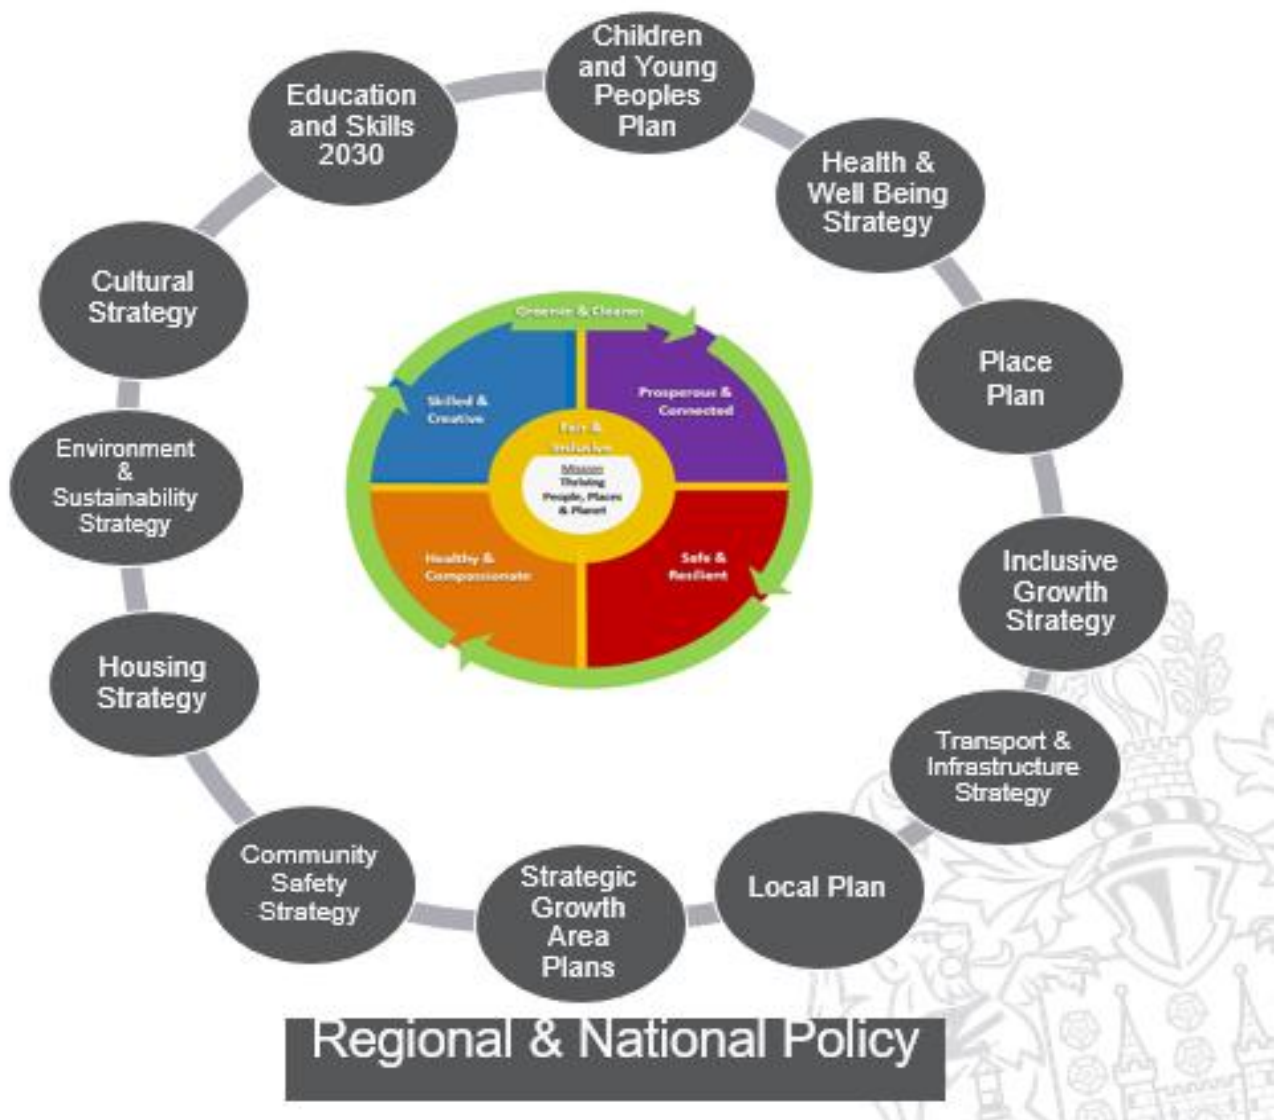 Children
and Young
Peoples
Plan
Education
and Skills
2030
Health &
Well Being
Strategy
Cultural
Strategy
Place
Plan
Environment
&
Sustainability
Strategy
Inclusive
Growth
Strategy
Housing
Strategy
Transport &
Infrastructure
Strategy
Community
Safety
Strategy
Strategic
Growth
Area
Plans
Local Plan
& Cleaner
Skilled &
Creative
Prosperous &
Connected
Fair &
Inclusive
Mission
Thriving
People, Places
& Planet
Healthy &
Compassionate
Safe &
Resilient
Regional & National Policy